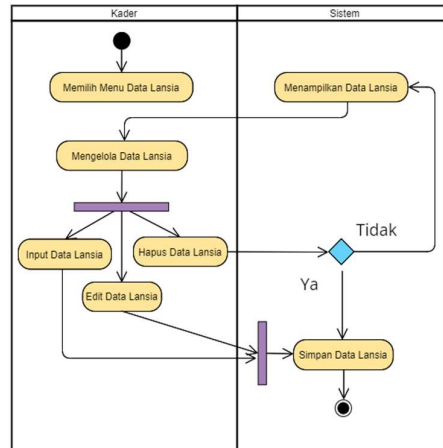 Kader
Sistem
Memilih Menu Data Lansia
Menampilkan Data Lansia
Mengelola Data Lansia
Tidak
Input Data Lansia
Hapus Data Lansia
Ya
Edit Data Lansia
Simpan Data Lansia